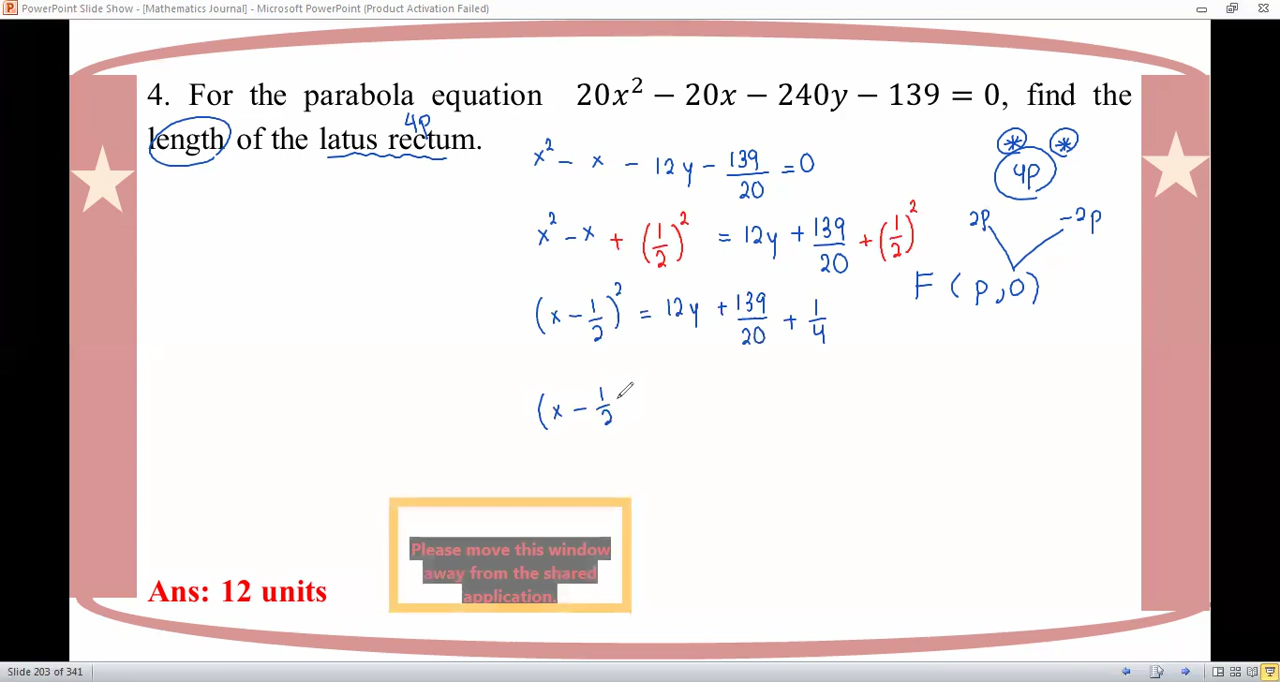 PowerPoint Slide Show - [Mathematics Journal] - Microsoft PowerPoint (Product Activation Failed)
4. For the parabola equation 20x² − 20x − 240y − 139 = 0, find the
length of the latus rectum.
4p
x² − x − 12y − 139/20 = 0
* *
4p
2p −2p
x² − x + (1/2)² = 12y + 139/20 + (1/2)²
F (p, 0)
(x − 1/2)² = 12y + 139/20 + 1/4
(x − 1/2
Please move this window
away from the shared
application.
Ans: 12 units
Slide 203 of 341